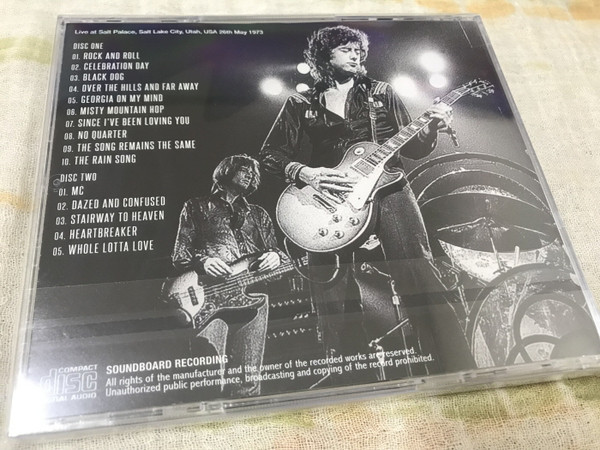 Live at Salt Palace, Salt Lake City, Utah, USA 26th May 1973
DISC ONE
01. ROCK AND ROLL
02. CELEBRATION DAY
03. BLACK DOG
04. OVER THE HILLS AND FAR AWAY
05. GEORGIA ON MY MIND
06. MISTY MOUNTAIN HOP
07. SINCE I'VE BEEN LOVING YOU
08. NO QUARTER
09. THE SONG REMAINS THE SAME
10. THE RAIN SONG
DISC TWO
01. MC
02. DAZED AND CONFUSED
03. STAIRWAY TO HEAVEN
04. HEARTBREAKER
05. WHOLE LOTTA LOVE
COMPACT
disc
DIGITAL AUDIO
SOUNDBOARD RECORDING
All rights of the manufacturer and the owner of the recorded works are reserved.
Unauthorized public performance, broadcasting and copying of the record prohibited.